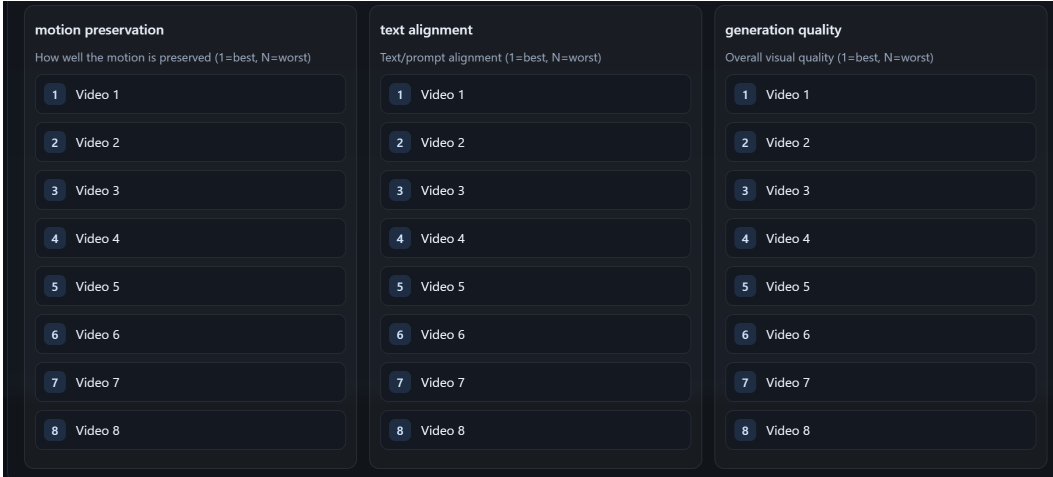 motion preservation
How well the motion is preserved (1=best, N=worst)
1 Video 1
2 Video 2
3 Video 3
4 Video 4
5 Video 5
6 Video 6
7 Video 7
8 Video 8
text alignment
Text/prompt alignment (1=best, N=worst)
1 Video 1
2 Video 2
3 Video 3
4 Video 4
5 Video 5
6 Video 6
7 Video 7
8 Video 8
generation quality
Overall visual quality (1=best, N=worst)
1 Video 1
2 Video 2
3 Video 3
4 Video 4
5 Video 5
6 Video 6
7 Video 7
8 Video 8